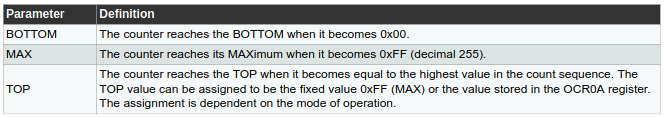 Parameter Definition
BOTTOM The counter reaches the BOTTOM when it becomes 0x00.
MAX The counter reaches its MAXimum when it becomes 0xFF (decimal 255).
The counter reaches the TOP when it becomes equal to the highest value in the count sequence. The
TOP TOP value can be assigned to be the fixed value 0xFF (MAX) or the value stored in the OCR0A register.
The assignment is dependent on the mode of operation.